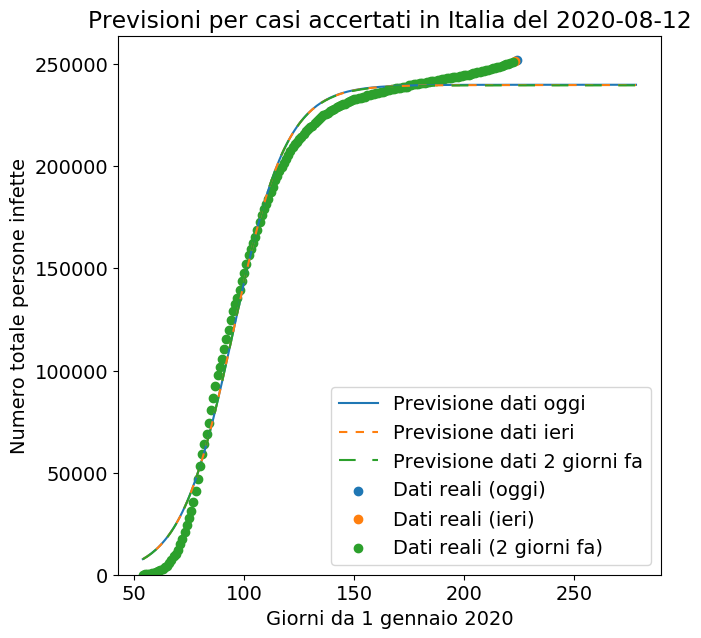 Previsioni per casi accertati in Italia del 2020-08-12
Numero totale persone infette
250000
200000
150000
100000
50000
0
50
100
150
200
250
Giorni da 1 gennaio 2020
Previsione dati oggi
Previsione dati ieri
Previsione dati 2 giorni fa
Dati reali (oggi)
Dati reali (ieri)
Dati reali (2 giorni fa)